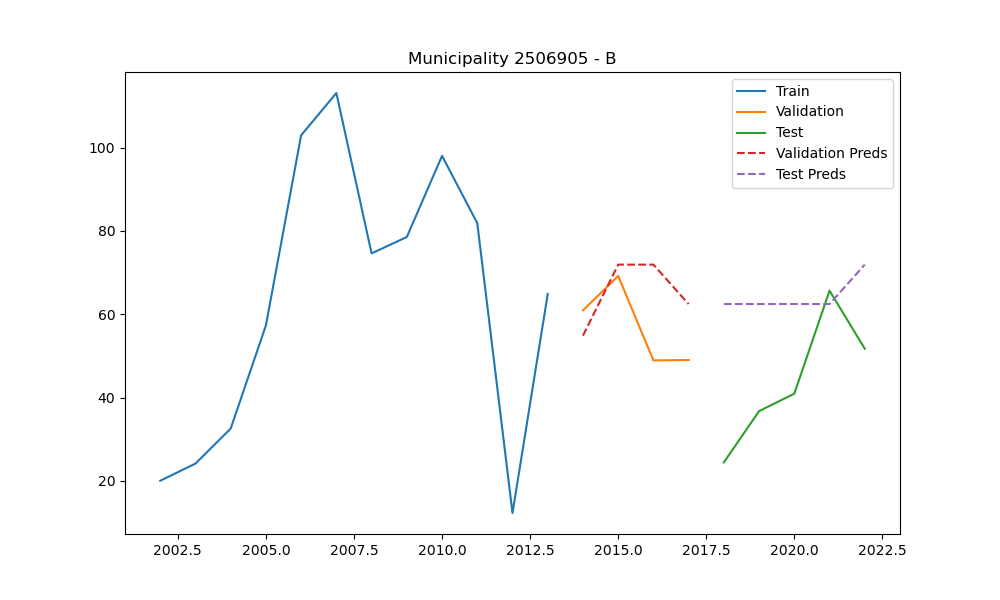 Municipality 2506905 - B
Train
Validation
Test
Validation Preds
Test Preds
100
80
60
40
20
2002.5 2005.0 2007.5 2010.0 2012.5 2015.0 2017.5 2020.0 2022.5